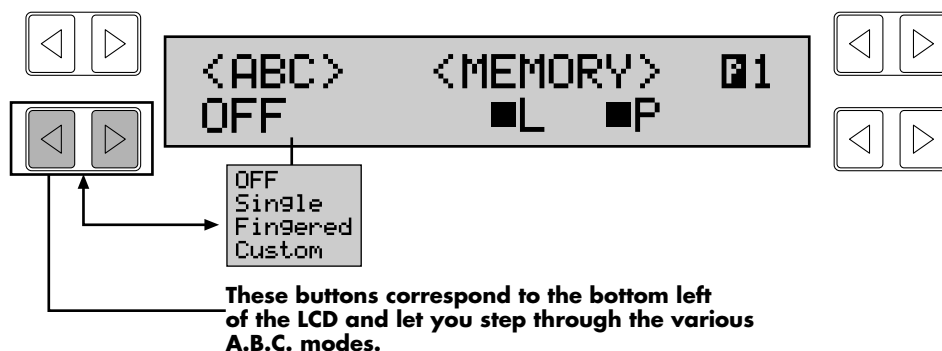 <ABC> <MEMORY> P1
OFF ■L ■P
OFF
Single
Fingered
Custom
These buttons correspond to the bottom left
of the LCD and let you step through the various
A.B.C. modes.